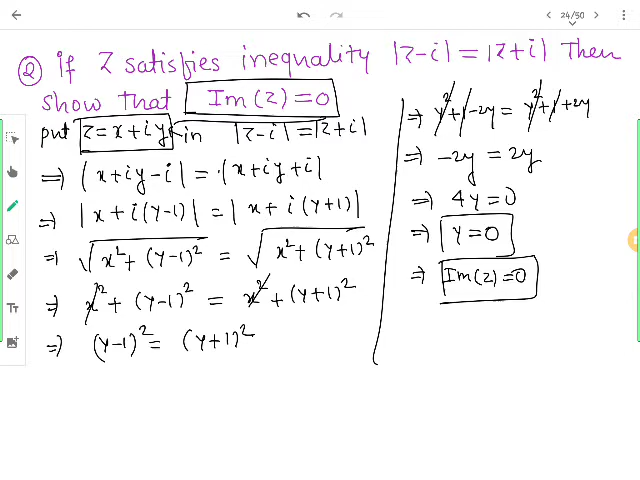 24/50
Q If Z satisfies inequality |z-i| = |z+i| Then
show that Im(z)=0
put z=x+iy in |z-i|=|z+i|
⇒ |x+iy-i| = |x+iy+i|
⇒ |x+i(y-1)| = |x+i(y+1)|
⇒ √(x²+(y-1)²) = √(x²+(y+1)²)
⇒ x²+(y-1)² = x²+(y+1)²
⇒ (y-1)² = (y+1)²
⇒ y²+1-2y = y²+1+2y
⇒ -2y = 2y
⇒ 4y=0
⇒ y=0
⇒ Im(z)=0
Tт